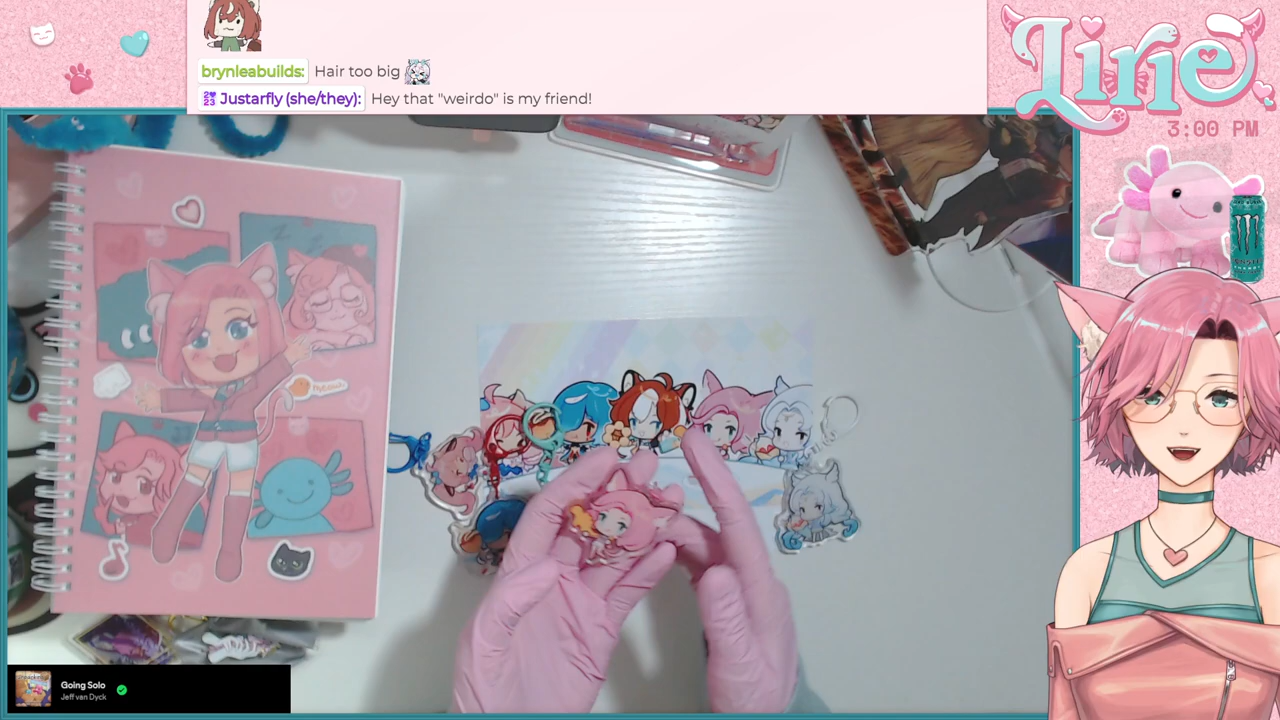 brynleabuilds: Hair too big
Justarfly (she/they): Hey that "weirdo" is my friend!
Lirie
3:00 PM
Going Solo
Jeff van Dyck